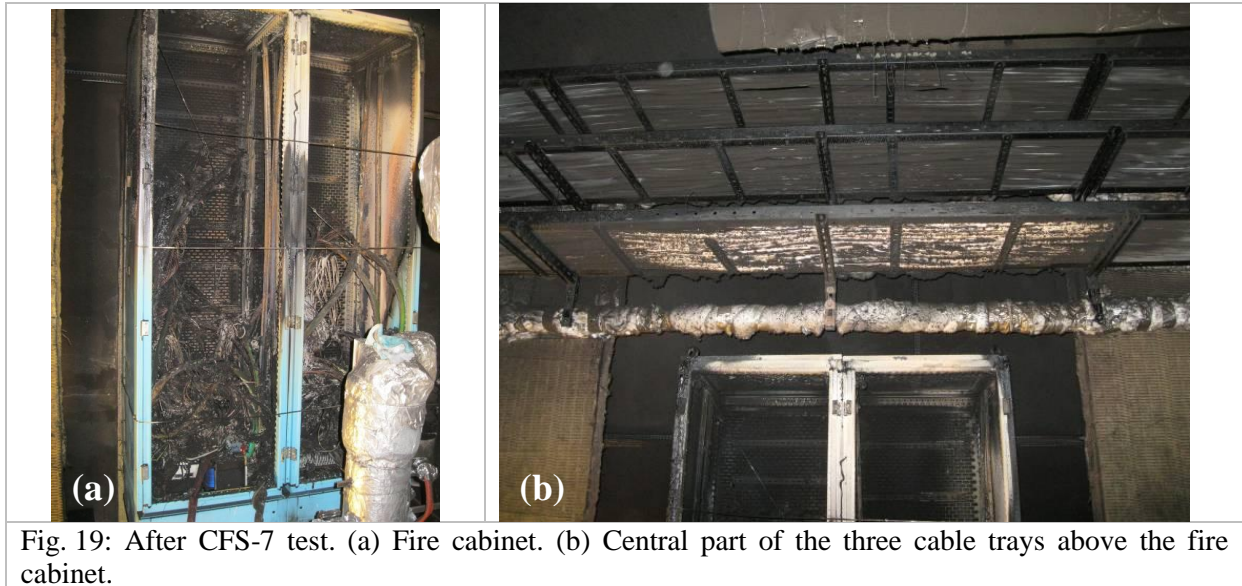 (a)
(b)
Fig. 19: After CFS-7 test. (a) Fire cabinet. (b) Central part of the three cable trays above the fire
cabinet.